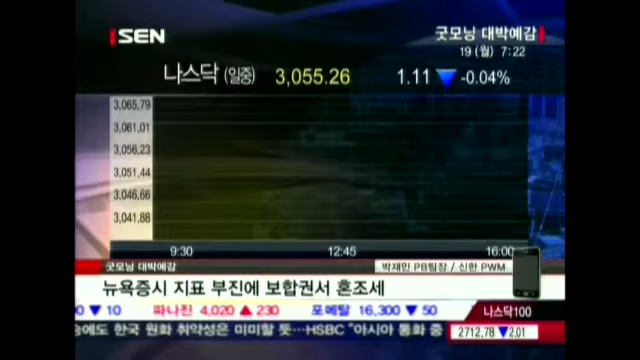 SEN
굿모닝 대박예감
19 (월) 7:22
나스닥 (일중) 3,055.26 1.11 ▼ -0.04%
3,065.79
3,061.01
3,056.23
3,051.44
3,046.66
3,041.88
9:30 12:45 16:00
굿모닝 대박예감
박재민 PB팀장 / 신한 PWM
뉴욕증시 지표 부진에 보합권서 혼조세
0 ▼ 10 파나진 4,020 ▲ 230 포메탈 16,300 ▼ 50
나스닥100
에도 한국 원화 취약성은 미미할 듯…HSBC "아시아 통화 중
2712.78 ▼2.01